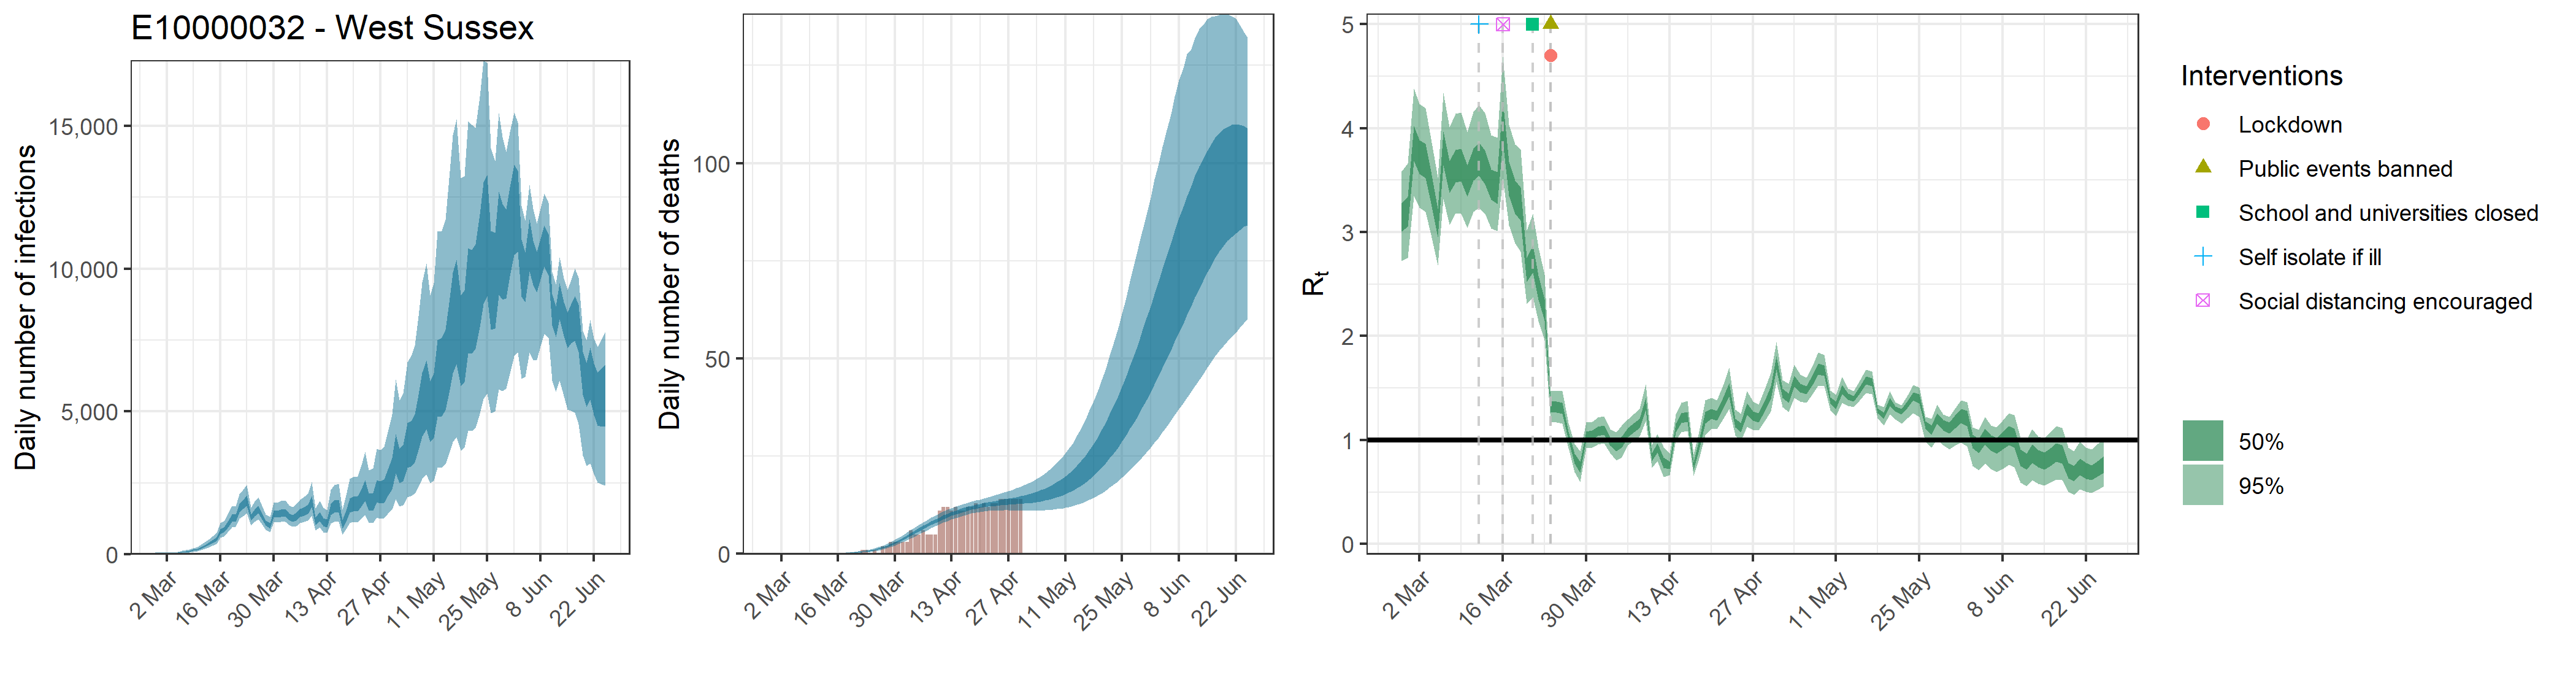 E10000032 - West Sussex
Daily number of infections
15,000
10,000
5,000
0
2 Mar
16 Mar
30 Mar
13 Apr
27 Apr
11 May
25 May
8 Jun
22 Jun
Daily number of deaths
100
50
0
2 Mar
16 Mar
30 Mar
13 Apr
27 Apr
11 May
25 May
8 Jun
22 Jun
Rt
5
4
3
2
1
0
2 Mar
16 Mar
30 Mar
13 Apr
27 Apr
11 May
25 May
8 Jun
22 Jun
Interventions
Lockdown
Public events banned
School and universities closed
Self isolate if ill
Social distancing encouraged
50%
95%